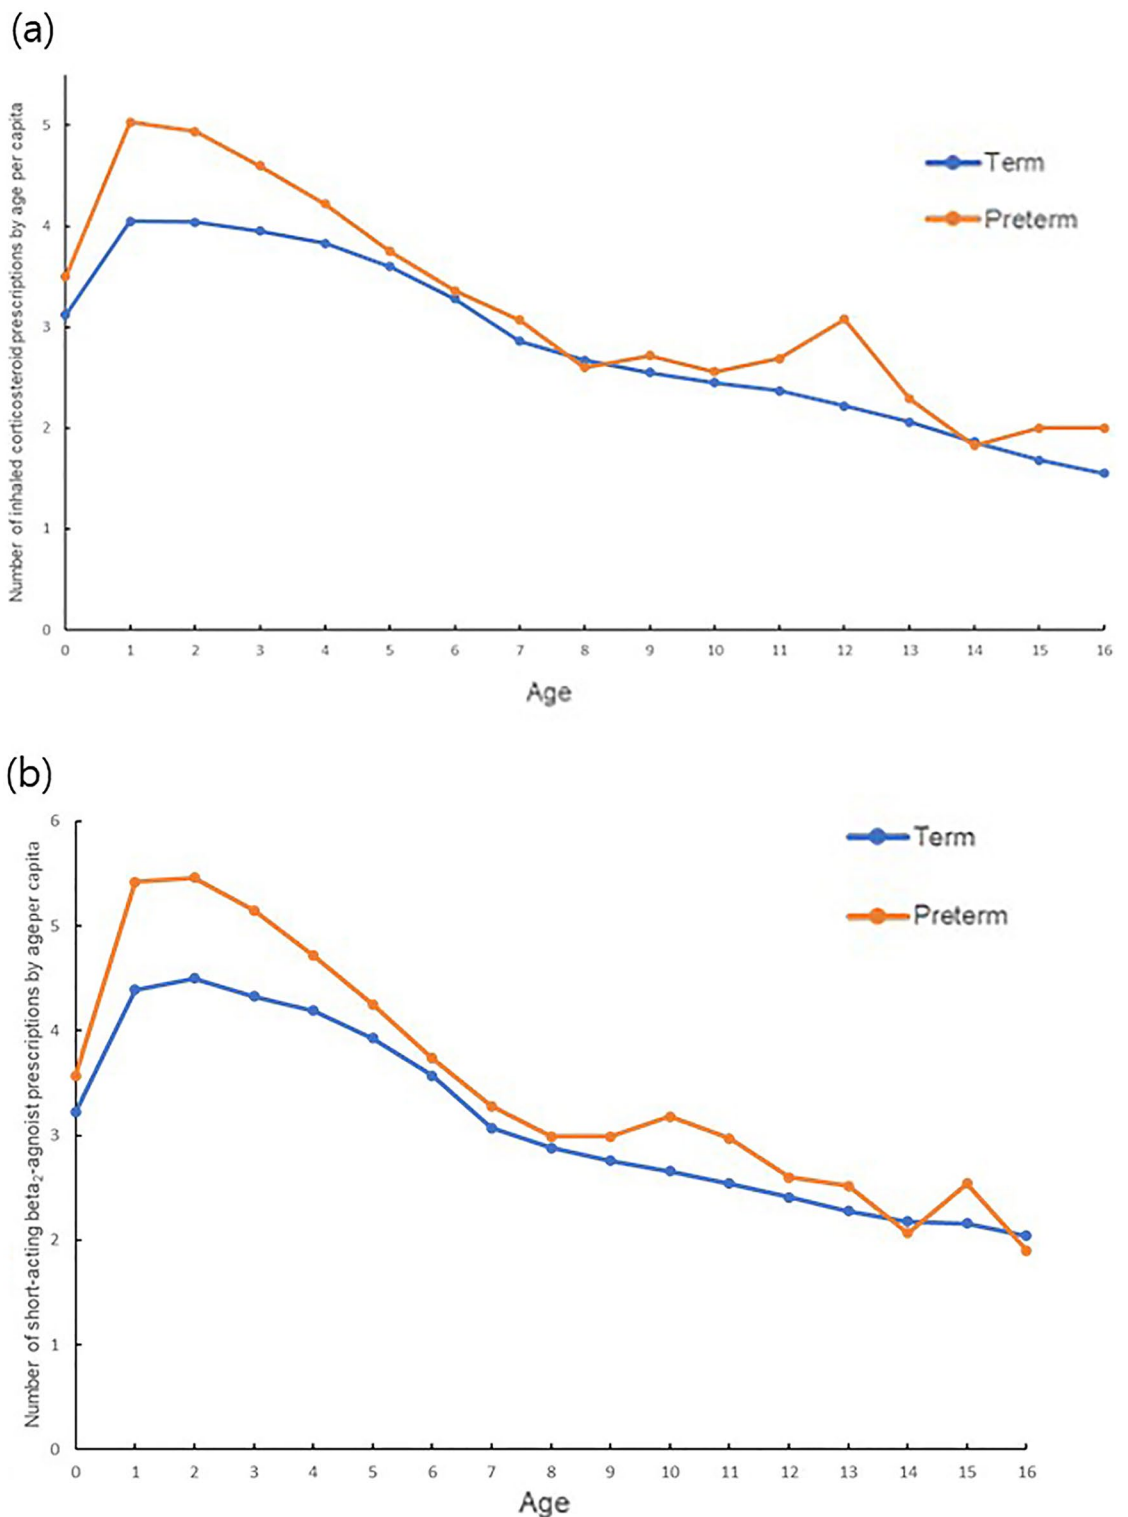 (a)
Number of inhaled corticosteroid prescriptions by age per capita
5
4
3
2
1
0
Term
Preterm
0 1 2 3 4 5 6 7 8 9 10 11 12 13 14 15 16
Age
(b)
Number of short-acting beta₂-agnoist prescriptions by ageper capita
6
5
4
3
2
1
0
Term
Preterm
0 1 2 3 4 5 6 7 8 9 10 11 12 13 14 15 16
Age